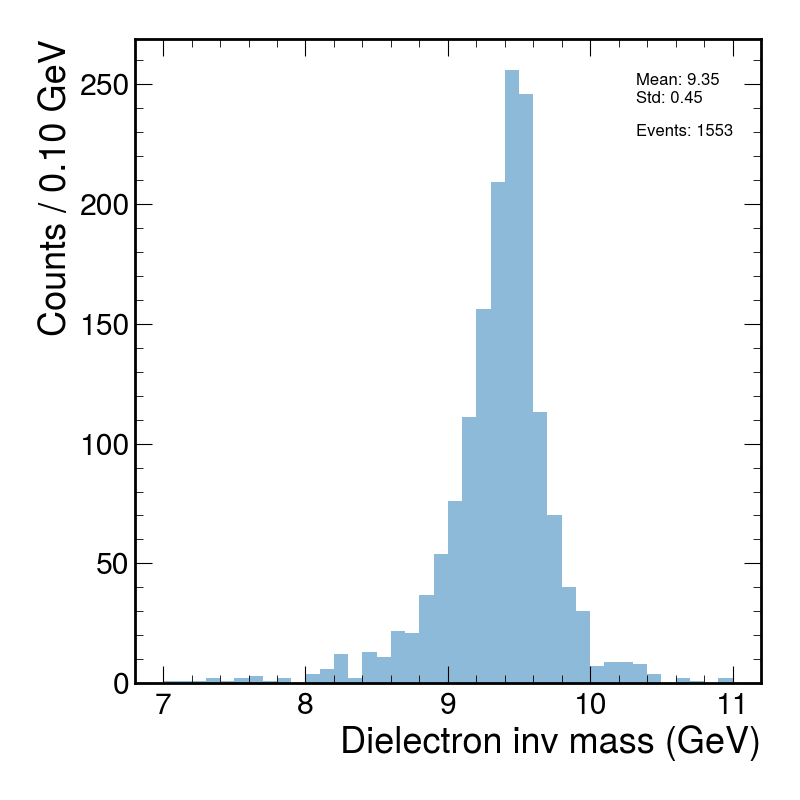 Counts / 0.10 GeV
250
200
150
100
50
0
Mean: 9.35
Std: 0.45
Events: 1553
7 8 9 10 11
Dielectron inv mass (GeV)